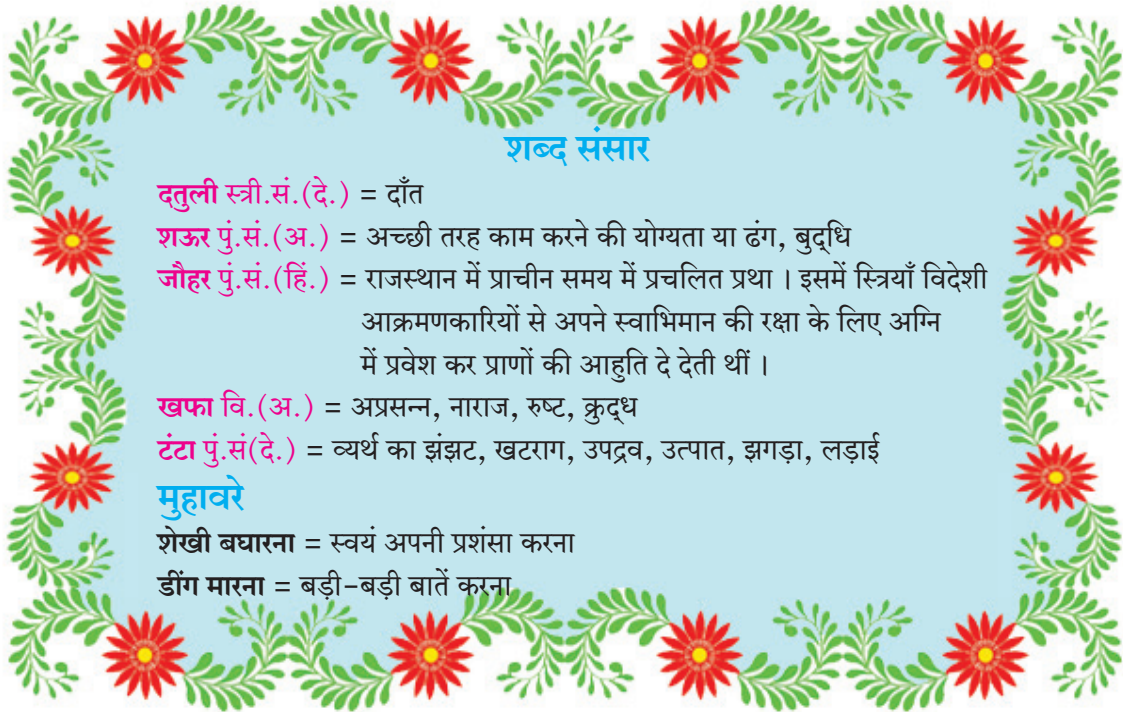 शब्द संसार
दतुली स्त्री.सं.(दे.) = दाँत
शऊर पुं.सं.(अ.) = अच्छी तरह काम करने की योग्यता या ढंग, बुद्‌धि
जौहर पुं.सं.(हिं.) = राजस्थान में प्राचीन समय में प्रचलित प्रथा । इसमें स्त्रियाँ विदेशी
आक्रमणकारियों से अपने स्वाभिमान की रक्षा के लिए अग्नि
में प्रवेश कर प्राणों की आहुति दे देती थीं ।
खफा वि.(अ.) = अप्रसन्न, नाराज, रुष्ट, क्रुद्‌ध
टंटा पुं.सं(दे.) = व्यर्थ का झंझट, खटराग, उपद्रव, उत्पात, झगड़ा, लड़ाई
मुहावरे
शेखी बघारना = स्वयं अपनी प्रशंसा करना
डींग मारना = बड़ी-बड़ी बातें करना